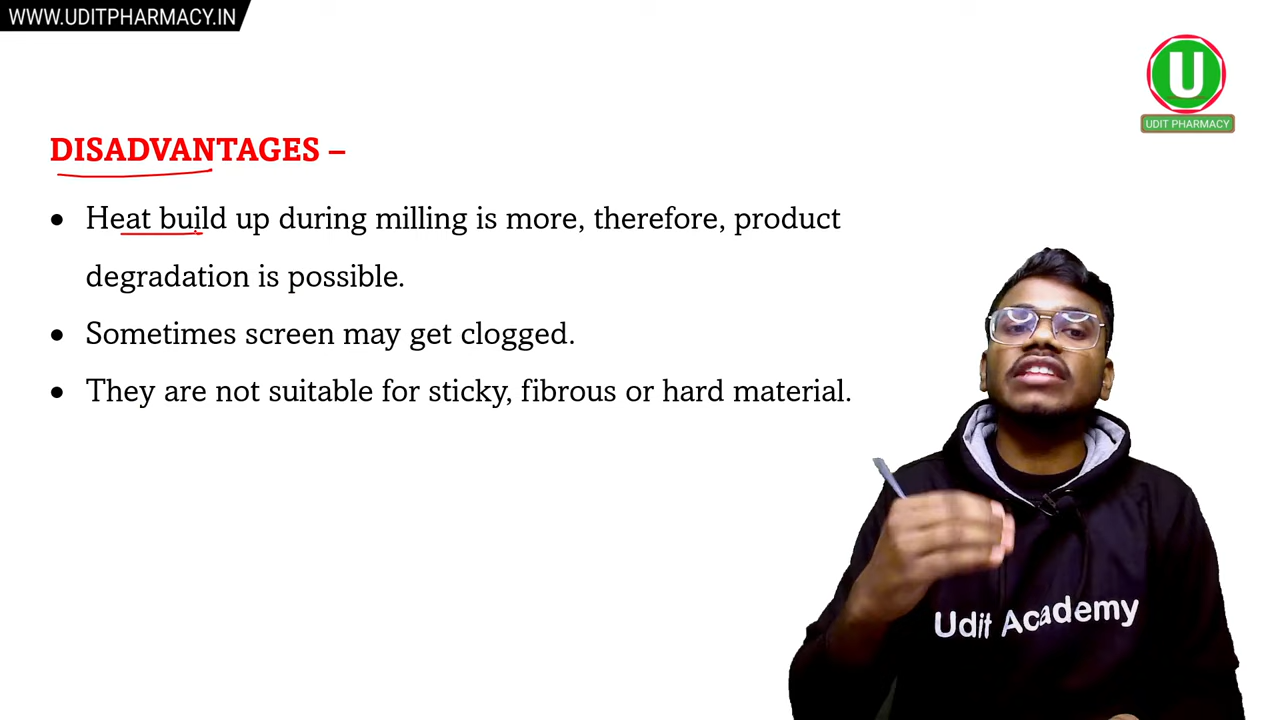 WWW.UDITPHARMACY.IN
U
UDIT PHARMACY
DISADVANTAGES –
• Heat build up during milling is more, therefore, product
degradation is possible.
• Sometimes screen may get clogged.
• They are not suitable for sticky, fibrous or hard material.
Udit Academy